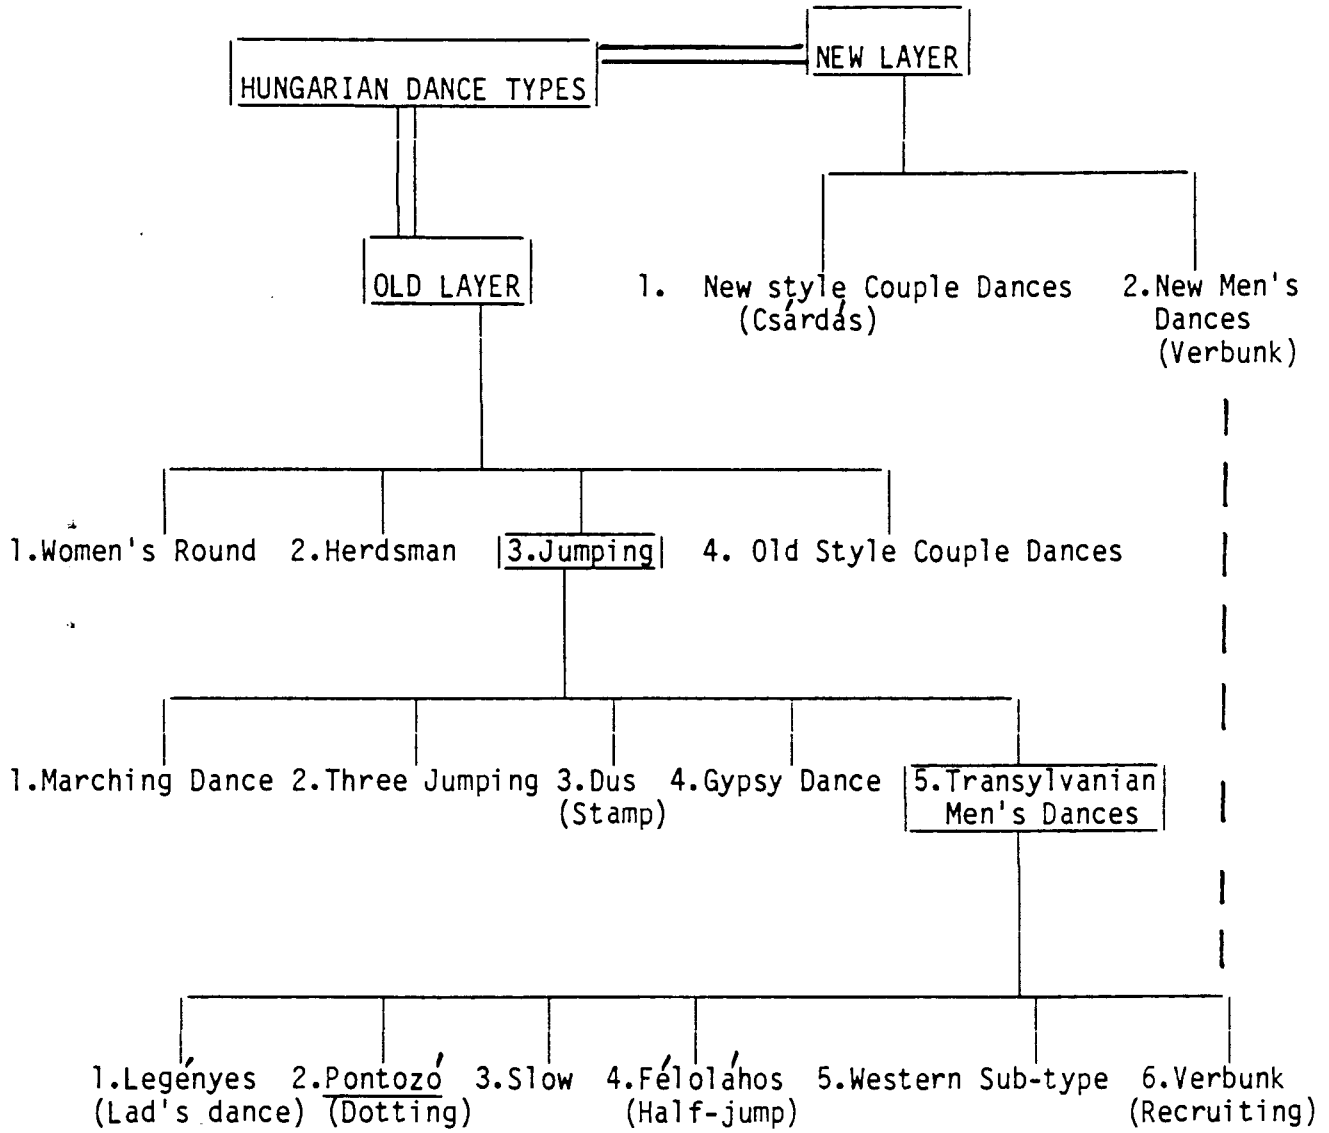 NEW LAYER
HUNGARIAN DANCE TYPES
OLD LAYER
1. New style Couple Dances
(Csárdás)
2.New Men's
Dances
(Verbunk)
1.Women's Round 2.Herdsman 3.Jumping 4. Old Style Couple Dances
1.Marching Dance 2.Three Jumping 3.Dus 4.Gypsy Dance 5.Transylvanian
(Stamp) Men's Dances
1.Legényes 2.Pontozó 3.Slow 4.Féloláhos 5.Western Sub-type 6.Verbunk
(Lad's dance) (Dotting) (Half-jump) (Recruiting)